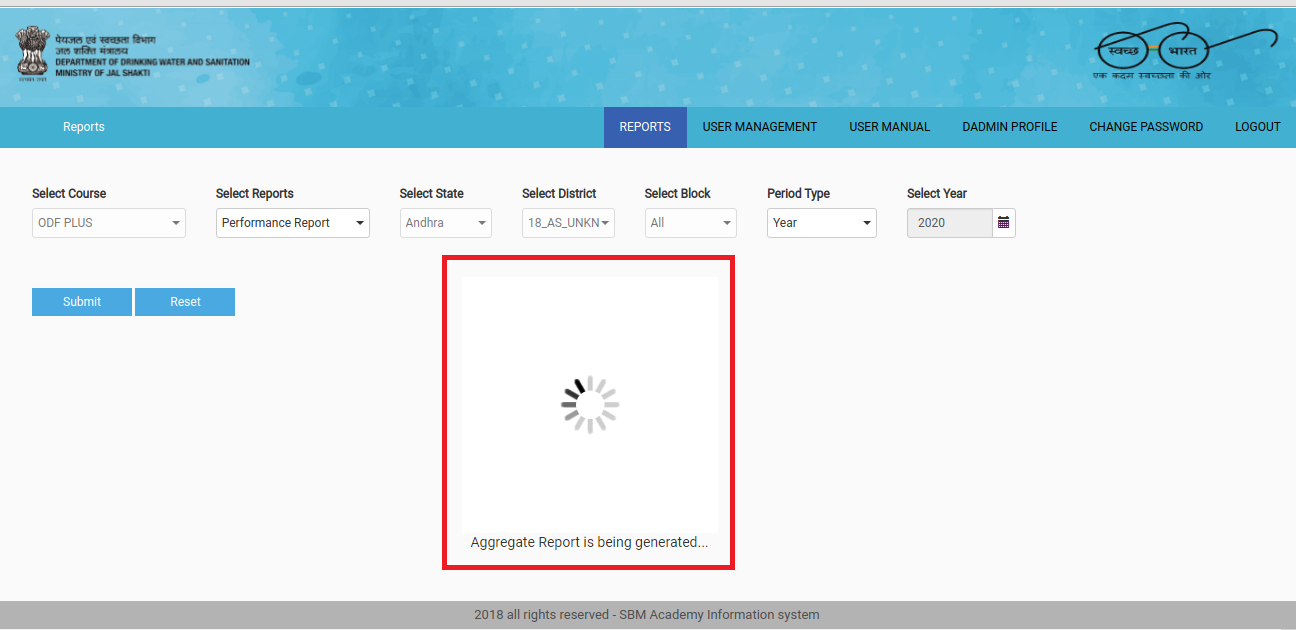 पेयजल एवं स्वच्छता विभाग
जल शक्ति मंत्रालय
DEPARTMENT OF DRINKING WATER AND SANITATION
MINISTRY OF JAL SHAKTI
सत्यमेव जयते
स्वच्छ भारत
एक कदम स्वच्छता की ओर
Reports REPORTS USER MANAGEMENT USER MANUAL DADMIN PROFILE CHANGE PASSWORD LOGOUT
Select Course Select Reports Select State Select District Select Block Period Type Select Year
ODF PLUS Performance Report Andhra 18_AS_UNKN All Year 2020
Submit Reset
Aggregate Report is being generated...
2018 all rights reserved - SBM Academy Information system